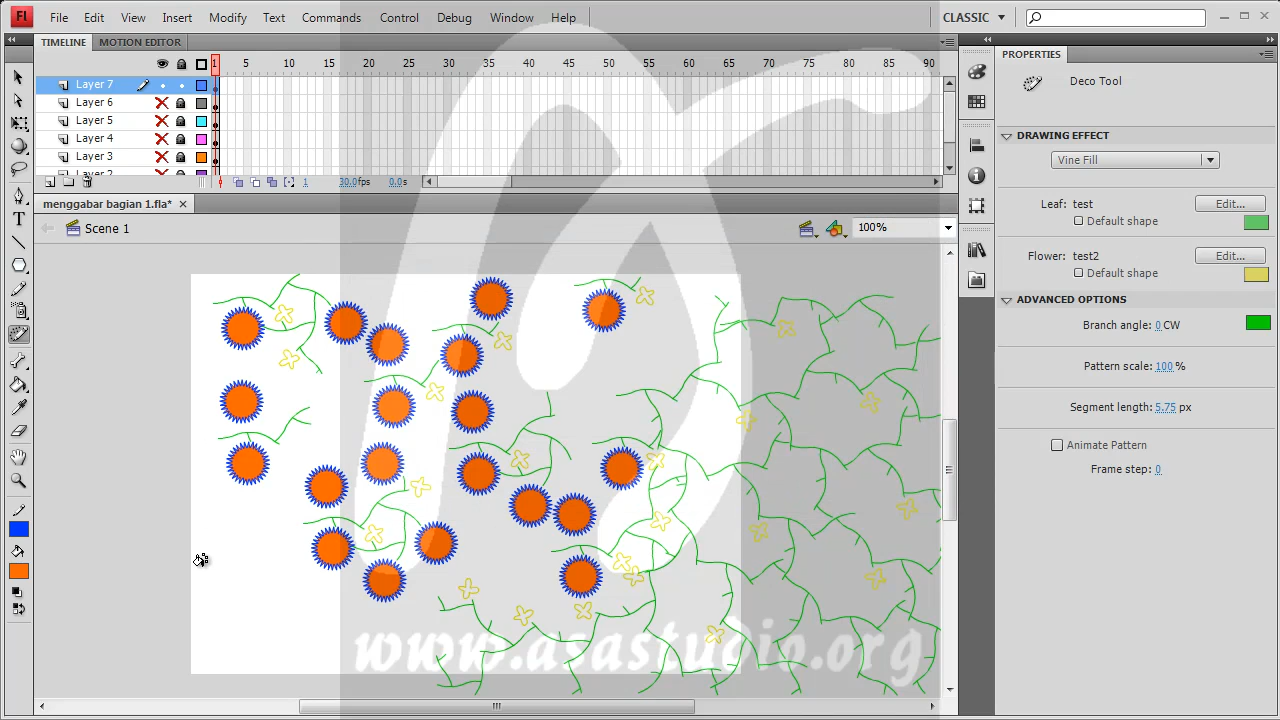 Fl File Edit View Insert Modify Text Commands Control Debug Window Help CLASSIC
TIMELINE MOTION EDITOR
1 5 10 15 20 25 30 35 40 45 50 55 60 65 70 75 80 85 90
Layer 7
Layer 6
Layer 5
Layer 4
Layer 3
1 30.0fps 0.0s
menggabar bagian 1.fla*
Scene 1
100%
PROPERTIES
Deco Tool
DRAWING EFFECT
Vine Fill
Leaf: test Edit...
Default shape
Flower: test2 Edit...
Default shape
ADVANCED OPTIONS
Branch angle: 0 CW
Pattern scale: 100 %
Segment length: 5.75 px
Animate Pattern
Frame step: 0
www.asastudio.org